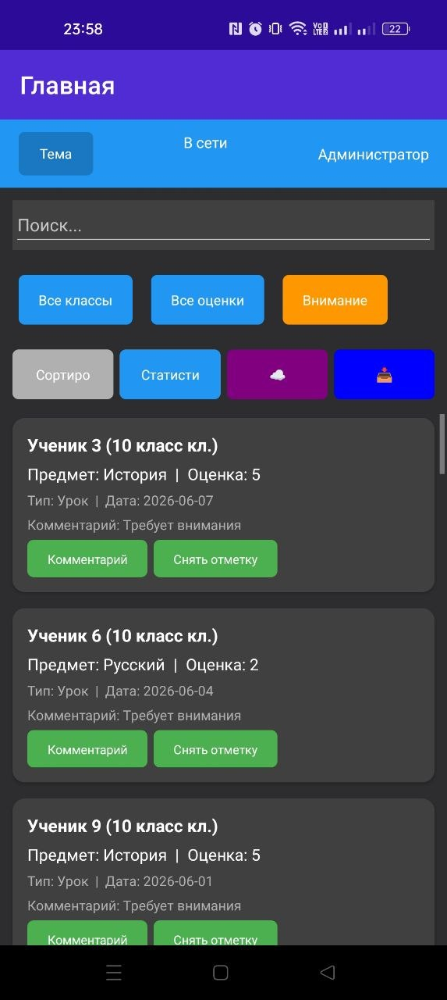 23:58 Vo LTE 2 22
Главная
Тема В сети Администратор
Поиск...
Все классы Все оценки Внимание
Сортиро Статисти
Ученик 3 (10 класс кл.)
Предмет: История | Оценка: 5
Тип: Урок | Дата: 2026-06-07
Комментарий: Требует внимания
Комментарий Снять отметку
Ученик 6 (10 класс кл.)
Предмет: Русский | Оценка: 2
Тип: Урок | Дата: 2026-06-04
Комментарий: Требует внимания
Комментарий Снять отметку
Ученик 9 (10 класс кл.)
Предмет: История | Оценка: 5
Тип: Урок | Дата: 2026-06-01
Комментарий: Требует внимания
Комментарий Снять отметку